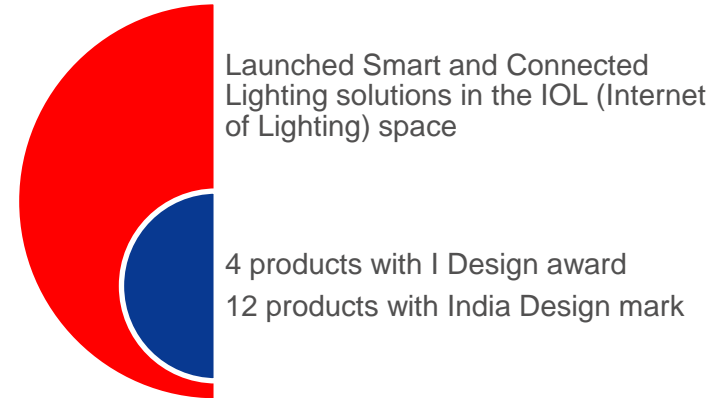 Launched Smart and Connected
Lighting solutions in the IOL (Internet
of Lighting) space
4 products with I Design award
12 products with India Design mark